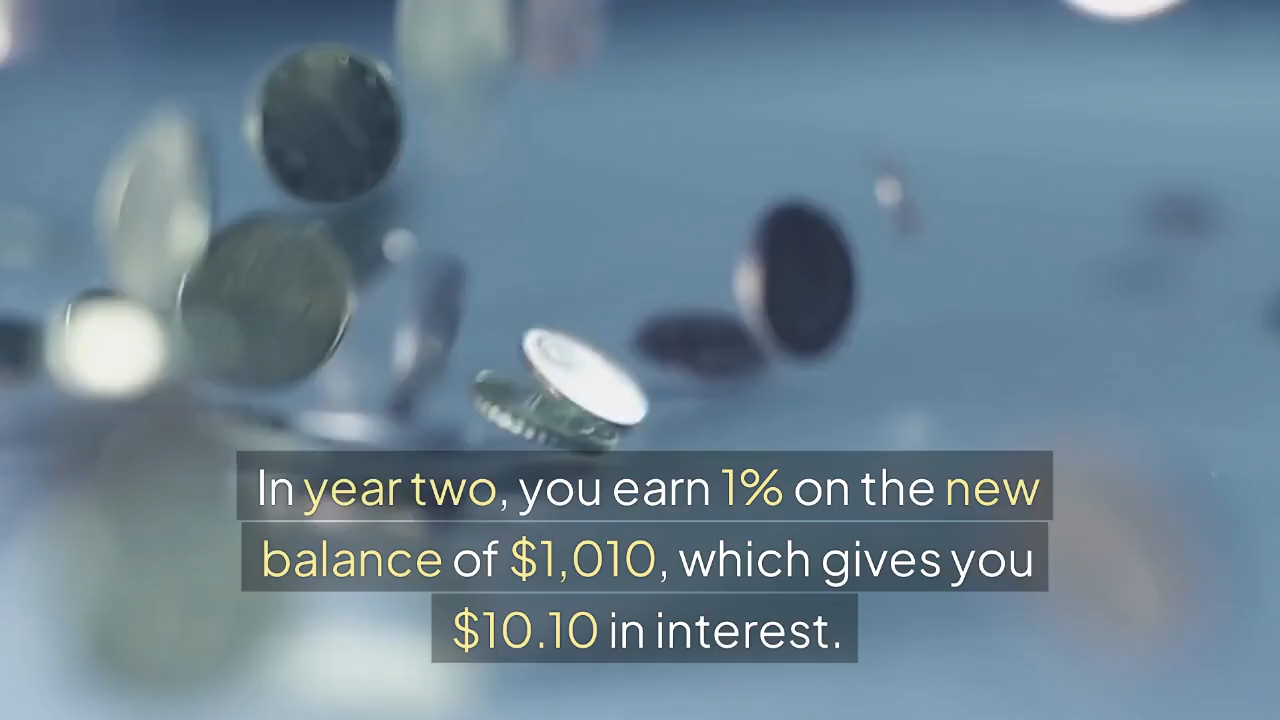 In year two, you earn 1% on the new
balance of $1,010, which gives you
$10.10 in interest.